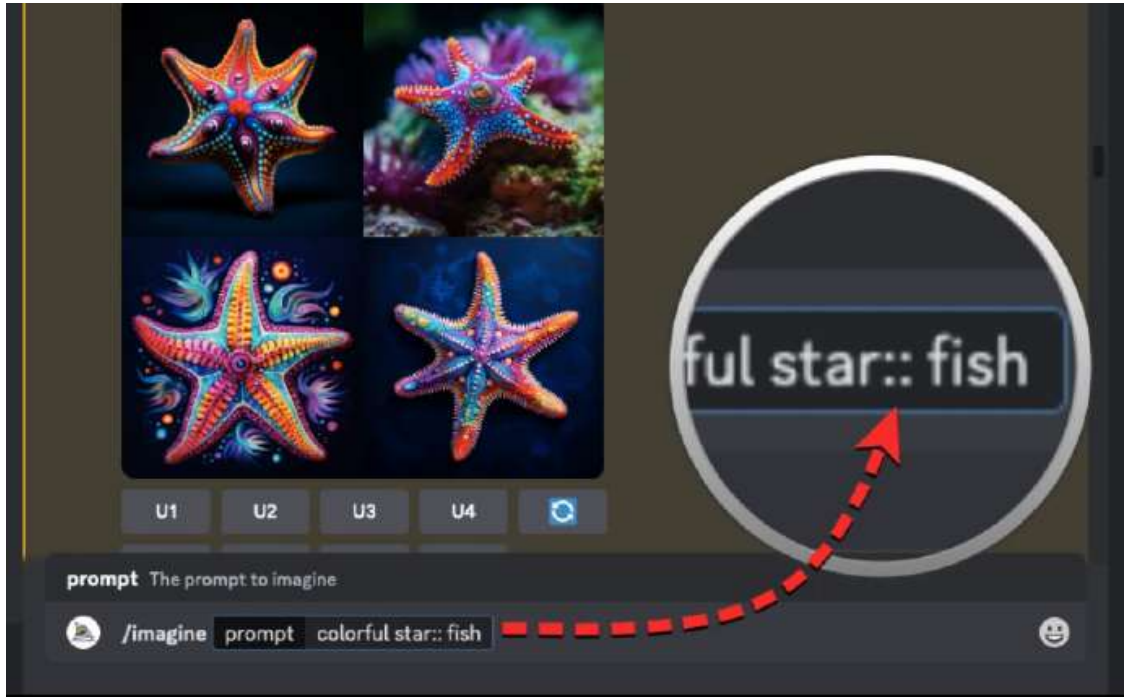 ful star:: fish
U1 U2 U3 U4
prompt The prompt to imagine
/imagine prompt colorful star:: fish